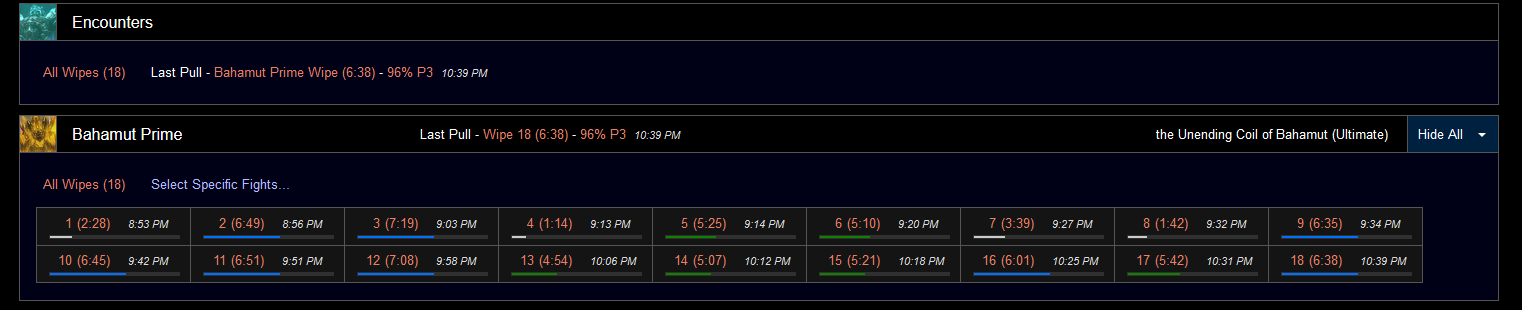 Encounters
All Wipes (18) Last Pull - Bahamut Prime Wipe (6:38) - 96% P3 10:39 PM
Bahamut Prime Last Pull - Wipe 18 (6:38) - 96% P3 10:39 PM the Unending Coil of Bahamut (Ultimate) Hide All
All Wipes (18) Select Specific Fights...
1 (2:28) 8:53 PM 2 (6:49) 8:56 PM 3 (7:19) 9:03 PM 4 (1:14) 9:13 PM 5 (5:25) 9:14 PM 6 (5:10) 9:20 PM 7 (3:39) 9:27 PM 8 (1:42) 9:32 PM 9 (6:35) 9:34 PM
10 (6:45) 9:42 PM 11 (6:51) 9:51 PM 12 (7:08) 9:58 PM 13 (4:54) 10:06 PM 14 (5:07) 10:12 PM 15 (5:21) 10:18 PM 16 (6:01) 10:25 PM 17 (5:42) 10:31 PM 18 (6:38) 10:39 PM